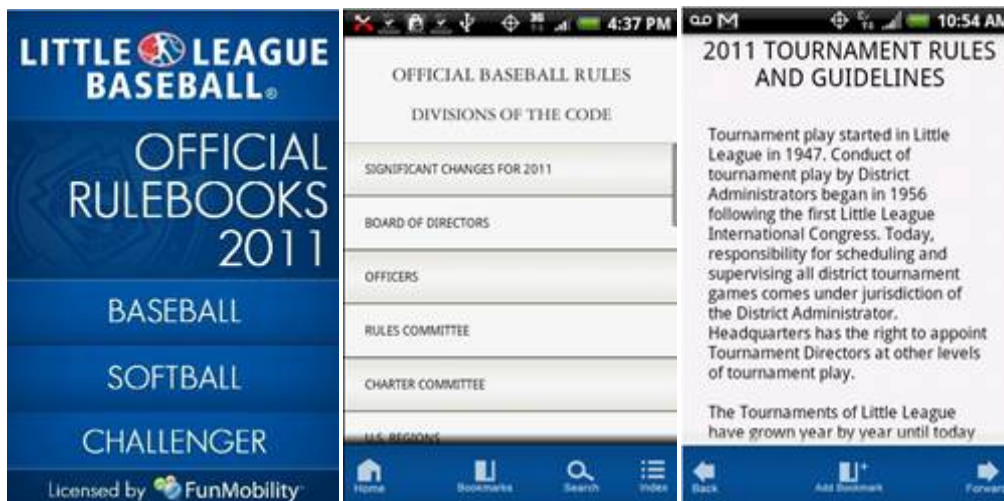 LITTLE LEAGUE
BASEBALL®
OFFICIAL
RULEBOOKS
2011
BASEBALL
SOFTBALL
CHALLENGER
Licensed by FunMobility
3G
4:37 PM
OFFICIAL BASEBALL RULES
DIVISIONS OF THE CODE
SIGNIFICANT CHANGES FOR 2011
BOARD OF DIRECTORS
OFFICERS
RULES COMMITTEE
CHARTER COMMITTEE
U.S. REGIONS
Home Bookmarks Search Index
10:54 AM
2011 TOURNAMENT RULES
AND GUIDELINES
Tournament play started in Little
League in 1947. Conduct of
tournament play by District
Administrators began in 1956
following the first Little League
International Congress. Today,
responsibility for scheduling and
supervising all district tournament
games comes under jurisdiction of
the District Administrator.
Headquarters has the right to appoint
Tournament Directors at other levels
of tournament play.
The Tournaments of Little League
have grown year by year until today
Back Add Bookmark Forward